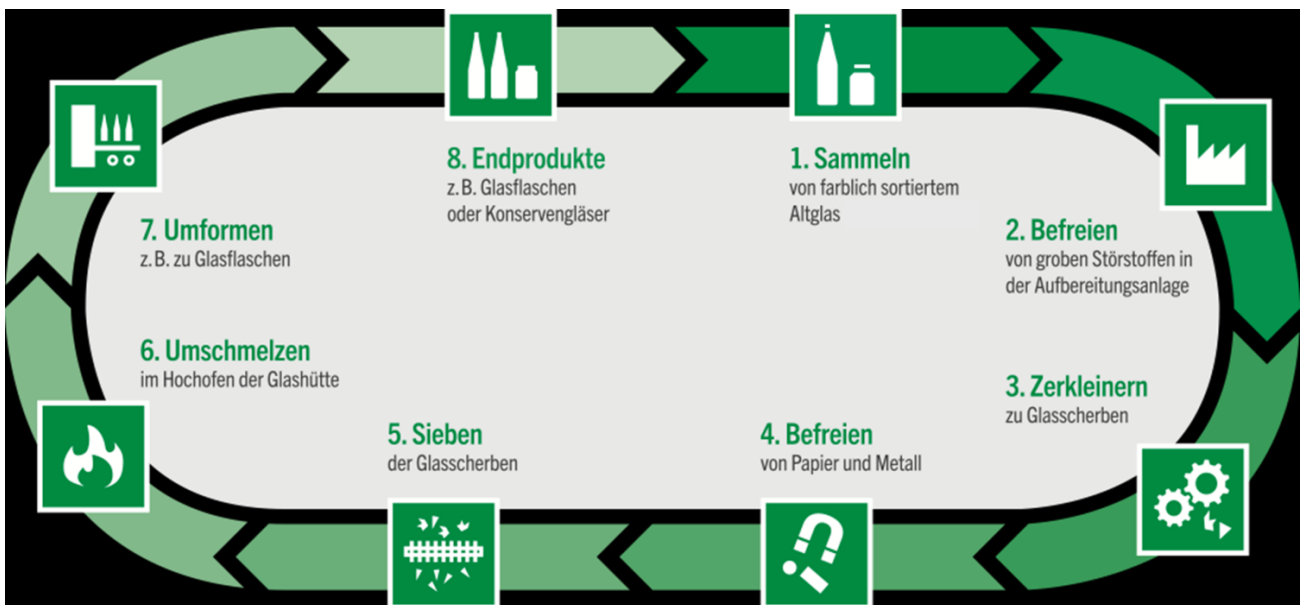 1. Sammeln
von farblich sortiertem
Altglas
2. Befreien
von groben Störstoffen in
der Aufbereitungsanlage
3. Zerkleinern
zu Glasscherben
4. Befreien
von Papier und Metall
5. Sieben
der Glasscherben
6. Umschmelzen
im Hochofen der Glashütte
7. Umformen
z. B. zu Glasflaschen
8. Endprodukte
z. B. Glasflaschen
oder Konservengläser